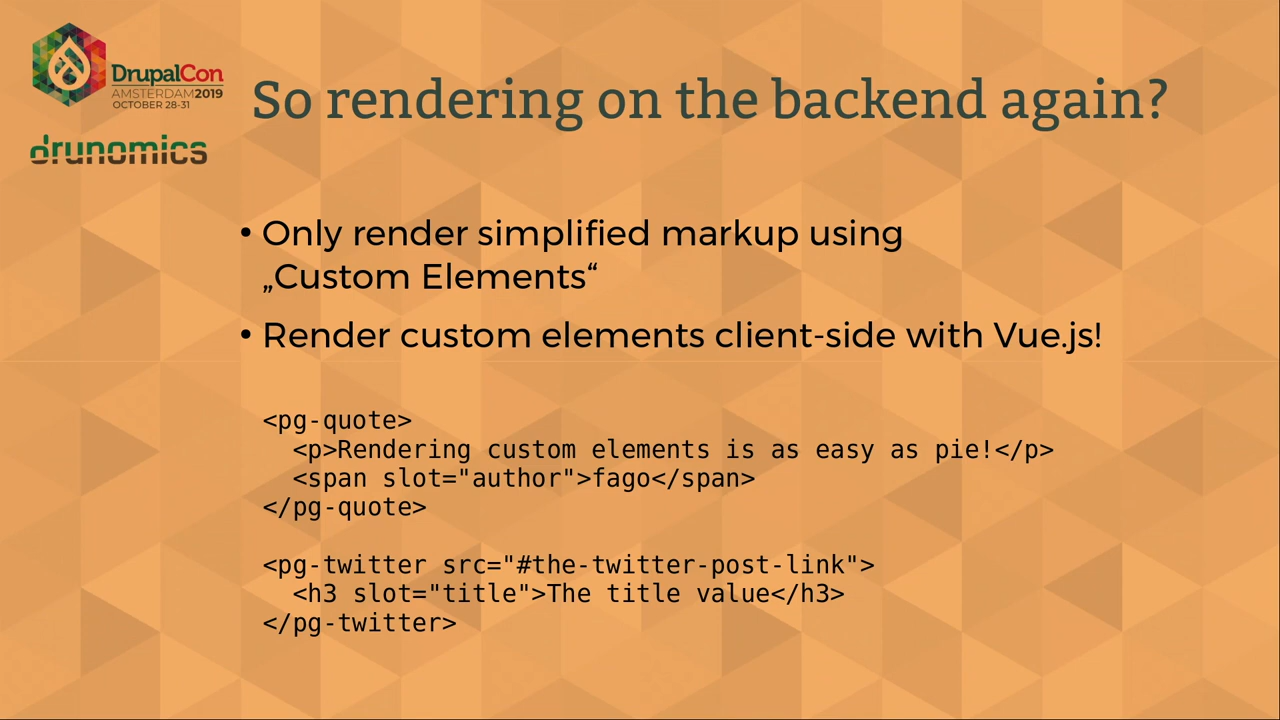 DrupalCon
AMSTERDAM2019
OCTOBER 28-31
drunomics
So rendering on the backend again?
• Only render simplified markup using
„Custom Elements“
• Render custom elements client-side with Vue.js!
<pg-quote>
  <p>Rendering custom elements is as easy as pie!</p>
  <span slot="author">fago</span>
</pg-quote>
<pg-twitter src="#the-twitter-post-link">
  <h3 slot="title">The title value</h3>
</pg-twitter>